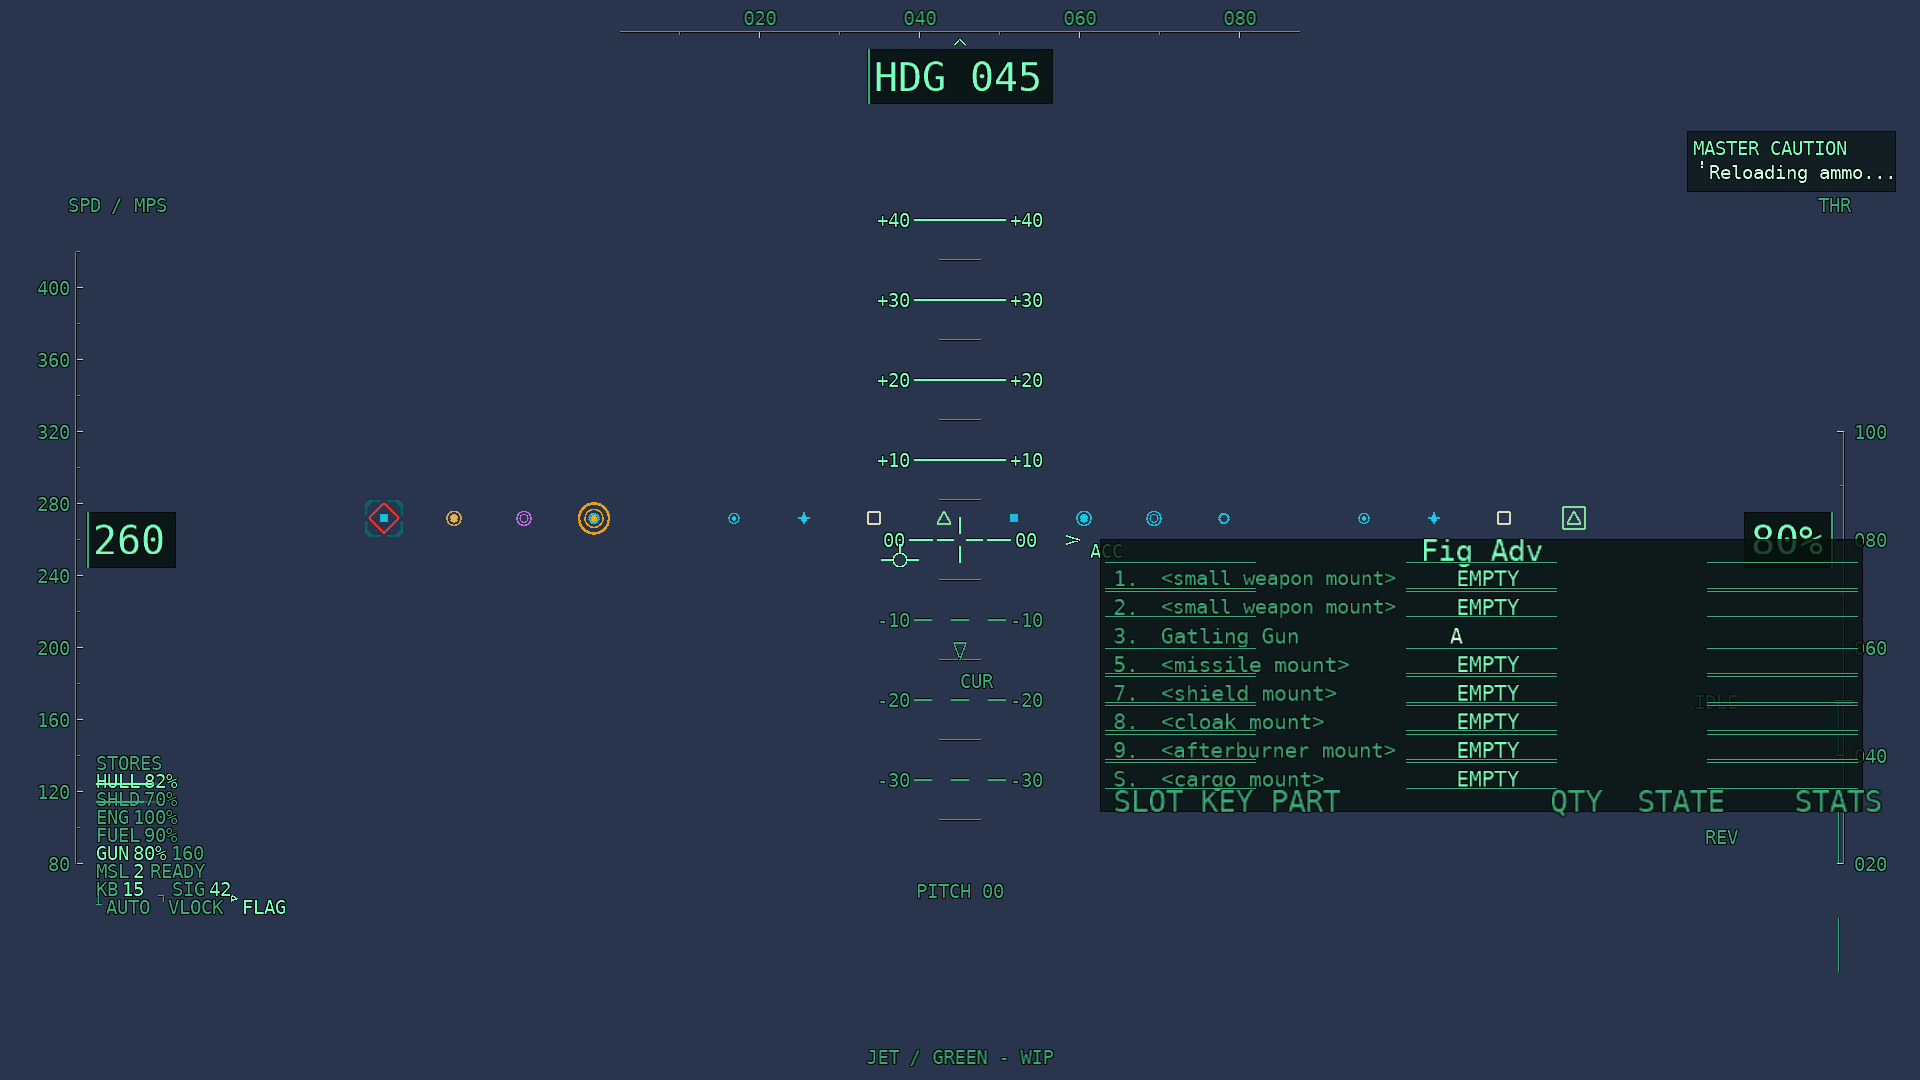 020 040 060 080
HDG 045
MASTER CAUTION
!Reloading ammo...
SPD / MPS
THR
+40 +40
400
+30 +30
360
+20 +20
320
100
+10 +10
280
260
00 00
80%
080
ACC
240
200
160
120
80
-10 -10
CUR
-20 -20
-30 -30
Fig Adv
1. <small weapon mount> EMPTY
2. <small weapon mount> EMPTY
3. Gatling Gun A
5. <missile mount> EMPTY
7. <shield mount> EMPTY
8. <cloak mount> EMPTY
9. <afterburner mount> EMPTY
S. <cargo mount> EMPTY
SLOT KEY PART QTY STATE STATS
060
IDLE
040
REV
020
STORES
HULL 82%
SHLD 70%
ENG 100%
FUEL 90%
GUN 80% 160
MSL 2 READY
KB 15 SIG 42
AUTO VLOCK FLAG
PITCH 00
JET / GREEN - WIP